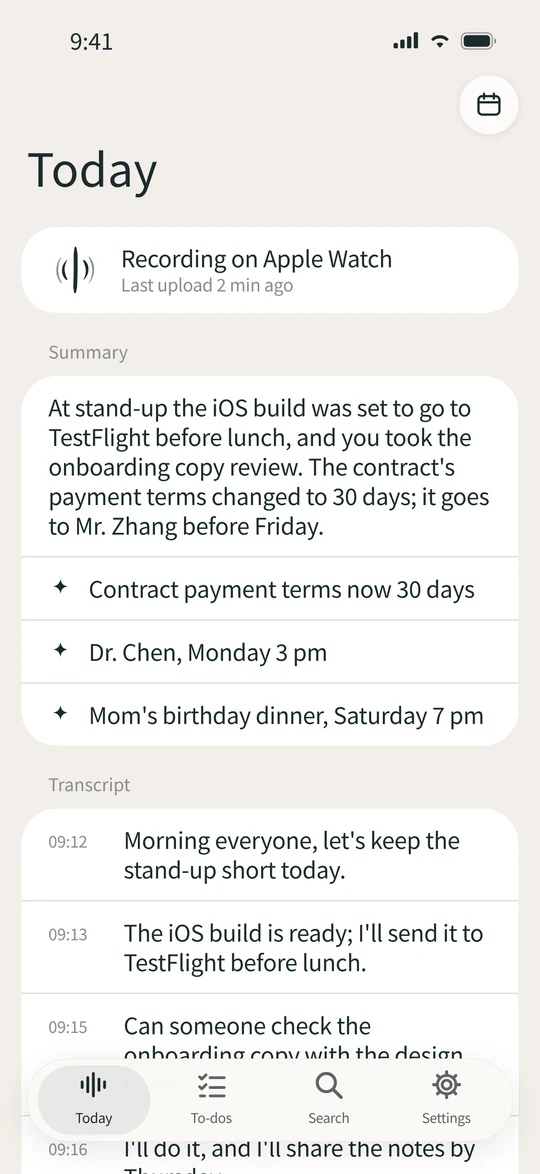 9:41
Today
Recording on Apple Watch
Last upload 2 min ago
Summary
At stand-up the iOS build was set to go to
TestFlight before lunch, and you took the
onboarding copy review. The contract's
payment terms changed to 30 days; it goes
to Mr. Zhang before Friday.
✦ Contract payment terms now 30 days
✦ Dr. Chen, Monday 3 pm
✦ Mom's birthday dinner, Saturday 7 pm
Transcript
09:12 Morning everyone, let's keep the
stand-up short today.
09:13 The iOS build is ready; I'll send it to
TestFlight before lunch.
09:15 Can someone check the
onboarding copy with the design
Today To-dos Search Settings
09:16 I'll do it, and I'll share the notes by
Thursday